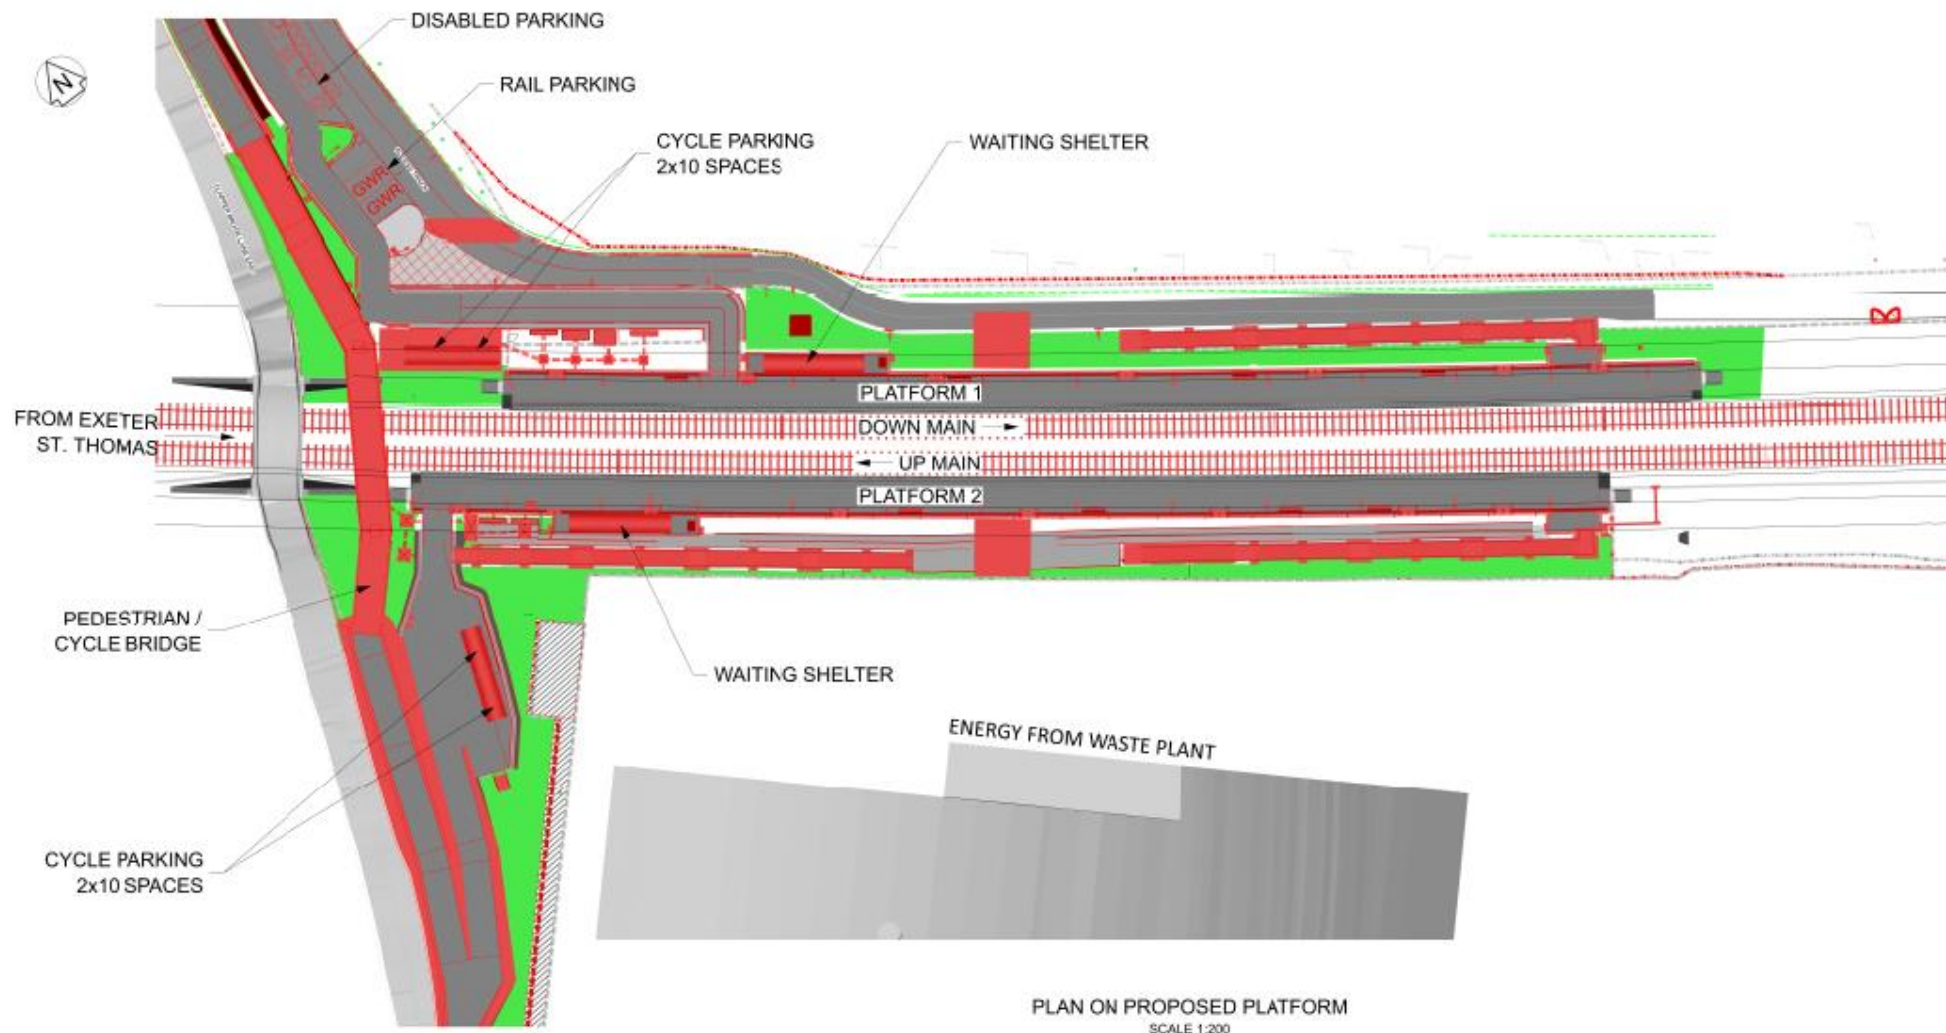 DISABLED PARKING
N
RAIL PARKING
CYCLE PARKING
2x10 SPACES
WAITING SHELTER
GWR
GWR
PLATFORM 1
FROM EXETER
ST. THOMAS
DOWN MAIN
UP MAIN
PLATFORM 2
PEDESTRIAN /
CYCLE BRIDGE
WAITING SHELTER
ENERGY FROM WASTE PLANT
CYCLE PARKING
2x10 SPACES
PLAN ON PROPOSED PLATFORM
SCALE 1:200